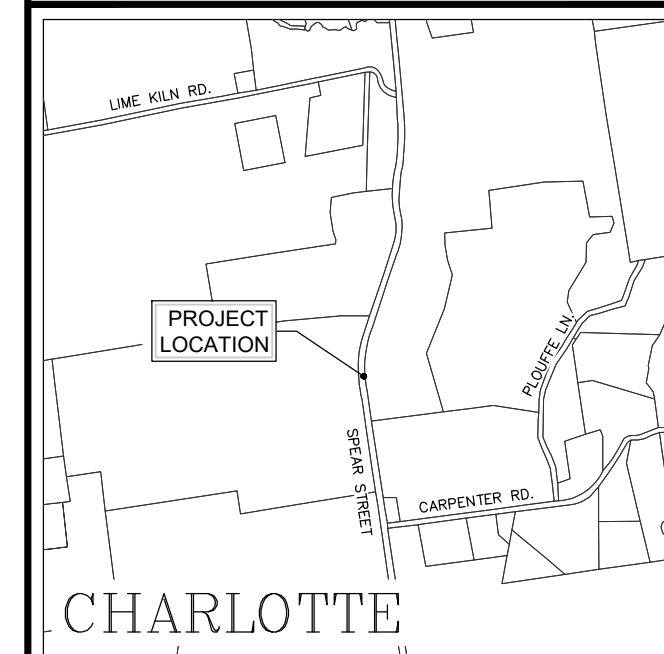 LIME KILN RD.
PROJECT
LOCATION
PLOUFFE LN.
SPEAR STREET
CARPENTER RD.
CHARLOTTE